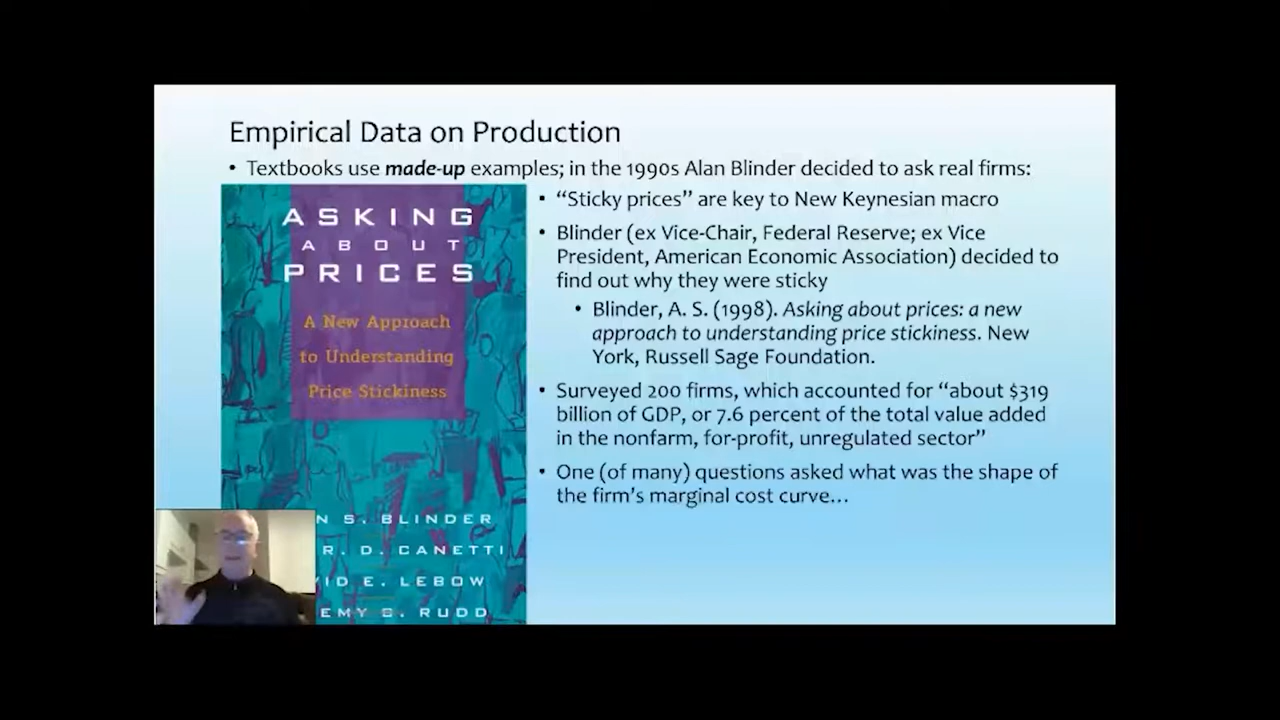 Empirical Data on Production
• Textbooks use made-up examples; in the 1990s Alan Blinder decided to ask real firms:
ASKING
ABOUT
PRICES
A New Approach
to Understanding
Price Stickiness
N S. BLINDER
R. D. CANETTI
VID E. LEBOW
EMY B. RUDD
• “Sticky prices” are key to New Keynesian macro
• Blinder (ex Vice-Chair, Federal Reserve; ex Vice
President, American Economic Association) decided to
find out why they were sticky
• Blinder, A. S. (1998). Asking about prices: a new
approach to understanding price stickiness. New
York, Russell Sage Foundation.
• Surveyed 200 firms, which accounted for “about $319
billion of GDP, or 7.6 percent of the total value added
in the nonfarm, for-profit, unregulated sector”
• One (of many) questions asked what was the shape of
the firm’s marginal cost curve…